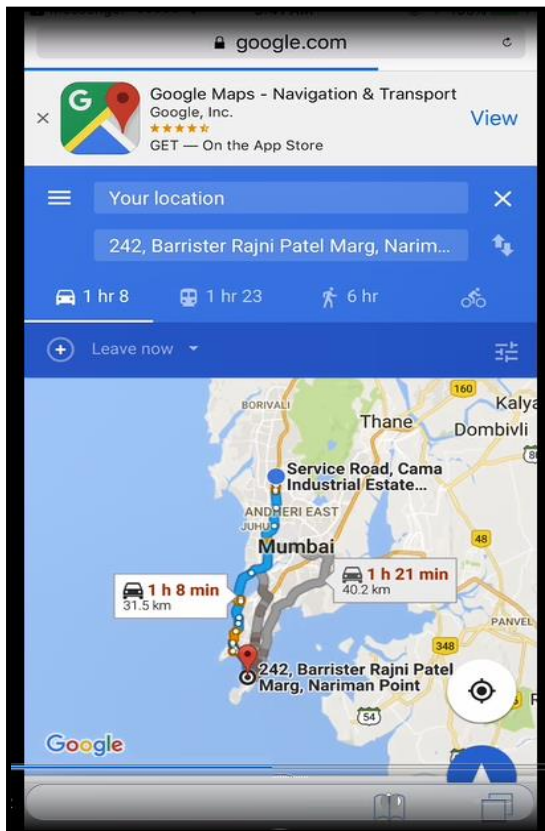 google.com
Google Maps - Navigation & Transport
Google, Inc.
GET — On the App Store
View
G
Your location
242, Barrister Rajni Patel Marg, Narim...
1 hr 8
1 hr 23
6 hr
Leave now
160
BORIVALI
Kalya
Thane
Dombivli
80
Service Road, Cama
Industrial Estate...
ANDHERI EAST
JUHU
48
Mumbai
1 h 8 min
31.5 km
1 h 21 min
40.2 km
PANVEL
348
242, Barrister Rajni Patel
Marg, Nariman Point
54
Google